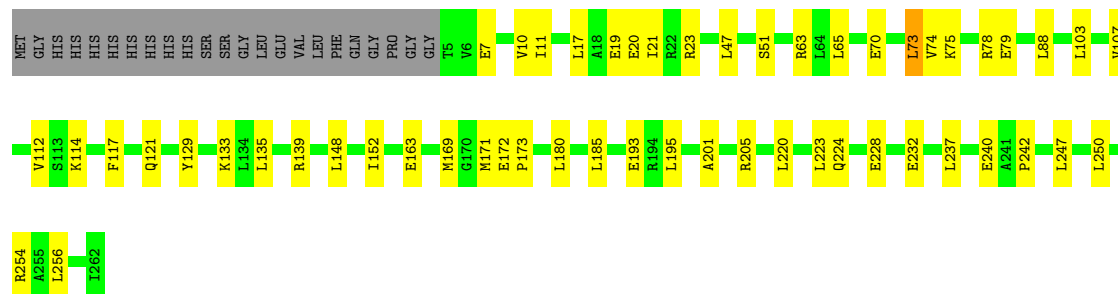 MET GLY HIS HIS HIS HIS HIS HIS HIS HIS SER SER GLY LEU GLU VAL LEU PHE GLN GLY PRO GLY GLY T5 V6 E7 V10 I11 L17 A18 E19 E20 I21 R22 R23 L47 S51 R63 L64 L65 E70 L73 V74 K75 R78 E79 L88 L103
V112 S113 K114 F117 Q121 Y129 K133 L134 L135 R139 L148 I152 E163 M169 G170 M171 E172 P173 L180 L185 E193 R194 L195 A201 R205 L220 L223 Q224 E228 E232 L237 E240 A241 P242 L247 L250
R254 A255 L256 I262